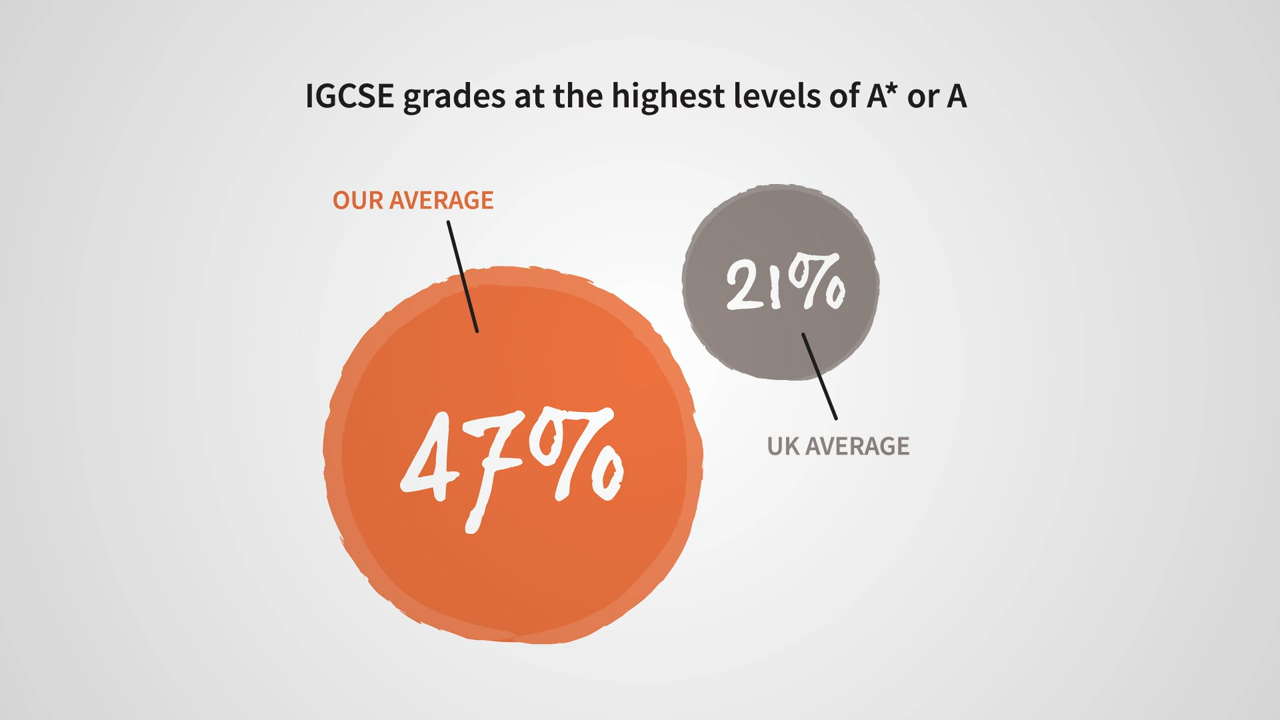 IGCSE grades at the highest levels of A* or A
OUR AVERAGE
47%
21%
UK AVERAGE